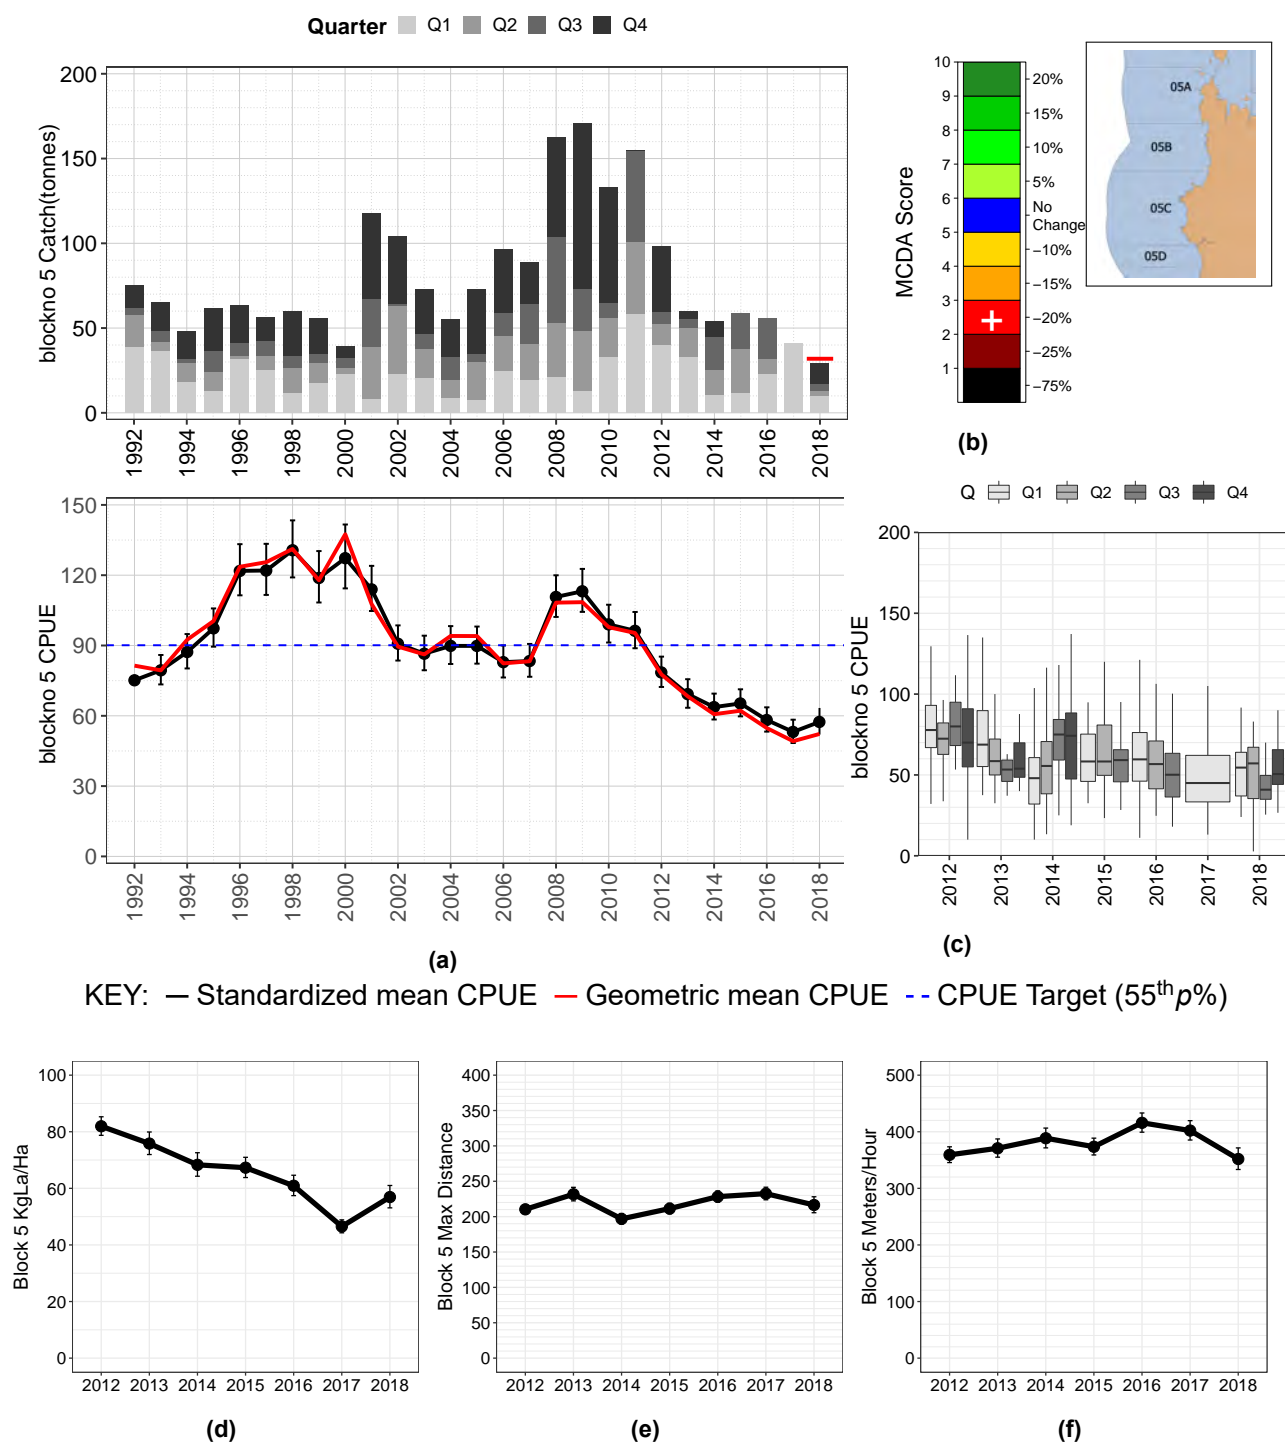 Quarter Q1 Q2 Q3 Q4
blockno 5 Catch(tonnes)
200
150
100
50
0
1992 1994 1996 1998 2000 2002 2004 2006 2008 2010 2012 2014 2016 2018
blockno 5 CPUE
150
120
90
60
30
0
1992 1994 1996 1998 2000 2002 2004 2006 2008 2010 2012 2014 2016 2018
(a)
MCDA Score
10
9
8
7
6
5
4
3
2
1
20%
15%
10%
5%
No
Change
−10%
−15%
−20%
−25%
−75%
05A
05B
05C
05D
(b)
Q Q1 Q2 Q3 Q4
blockno 5 CPUE
200
150
100
50
0
2012 2013 2014 2015 2016 2017 2018
(c)
KEY: Standardized mean CPUE Geometric mean CPUE CPUE Target (55th p%)
Block 5 KgLa/Ha
100
80
60
40
20
0
2012 2013 2014 2015 2016 2017 2018
(d)
Block 5 Max Distance
400
350
300
250
200
150
100
50
0
2012 2013 2014 2015 2016 2017 2018
(e)
Block 5 Meters/Hour
500
400
300
200
100
0
2012 2013 2014 2015 2016 2017 2018
(f)